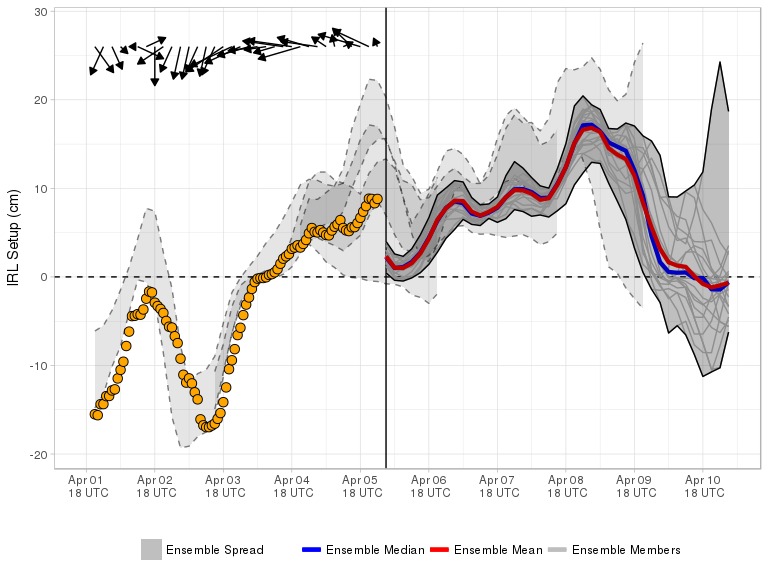 30
20
10
0
-10
-20
IRL Setup (cm)
Apr 01 Apr 02 Apr 03 Apr 04 Apr 05 Apr 06 Apr 07 Apr 08 Apr 09 Apr 10
18 UTC 18 UTC 18 UTC 18 UTC 18 UTC 18 UTC 18 UTC 18 UTC 18 UTC 18 UTC
Ensemble Spread Ensemble Median Ensemble Mean Ensemble Members